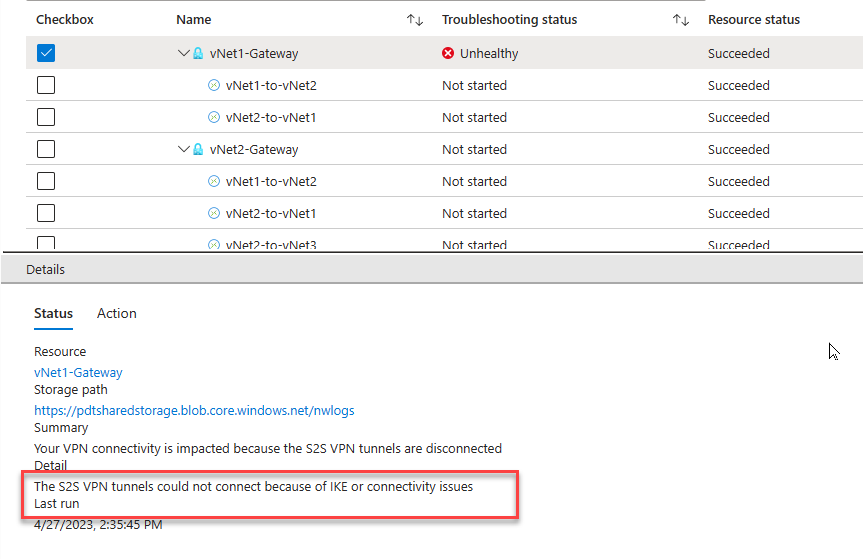 Checkbox Name Troubleshooting status Resource status
vNet1-Gateway Unhealthy Succeeded
vNet1-to-vNet2 Not started Succeeded
vNet2-to-vNet1 Not started Succeeded
vNet2-Gateway Not started Succeeded
vNet1-to-vNet2 Not started Succeeded
vNet2-to-vNet1 Not started Succeeded
vNet2-to-vNet3 Not started Succeeded
Details
Status Action
Resource
vNet1-Gateway
Storage path
https://pdtsharedstorage.blob.core.windows.net/nwlogs
Summary
Your VPN connectivity is impacted because the S2S VPN tunnels are disconnected
Detail
The S2S VPN tunnels could not connect because of IKE or connectivity issues
Last run
4/27/2023, 2:35:45 PM